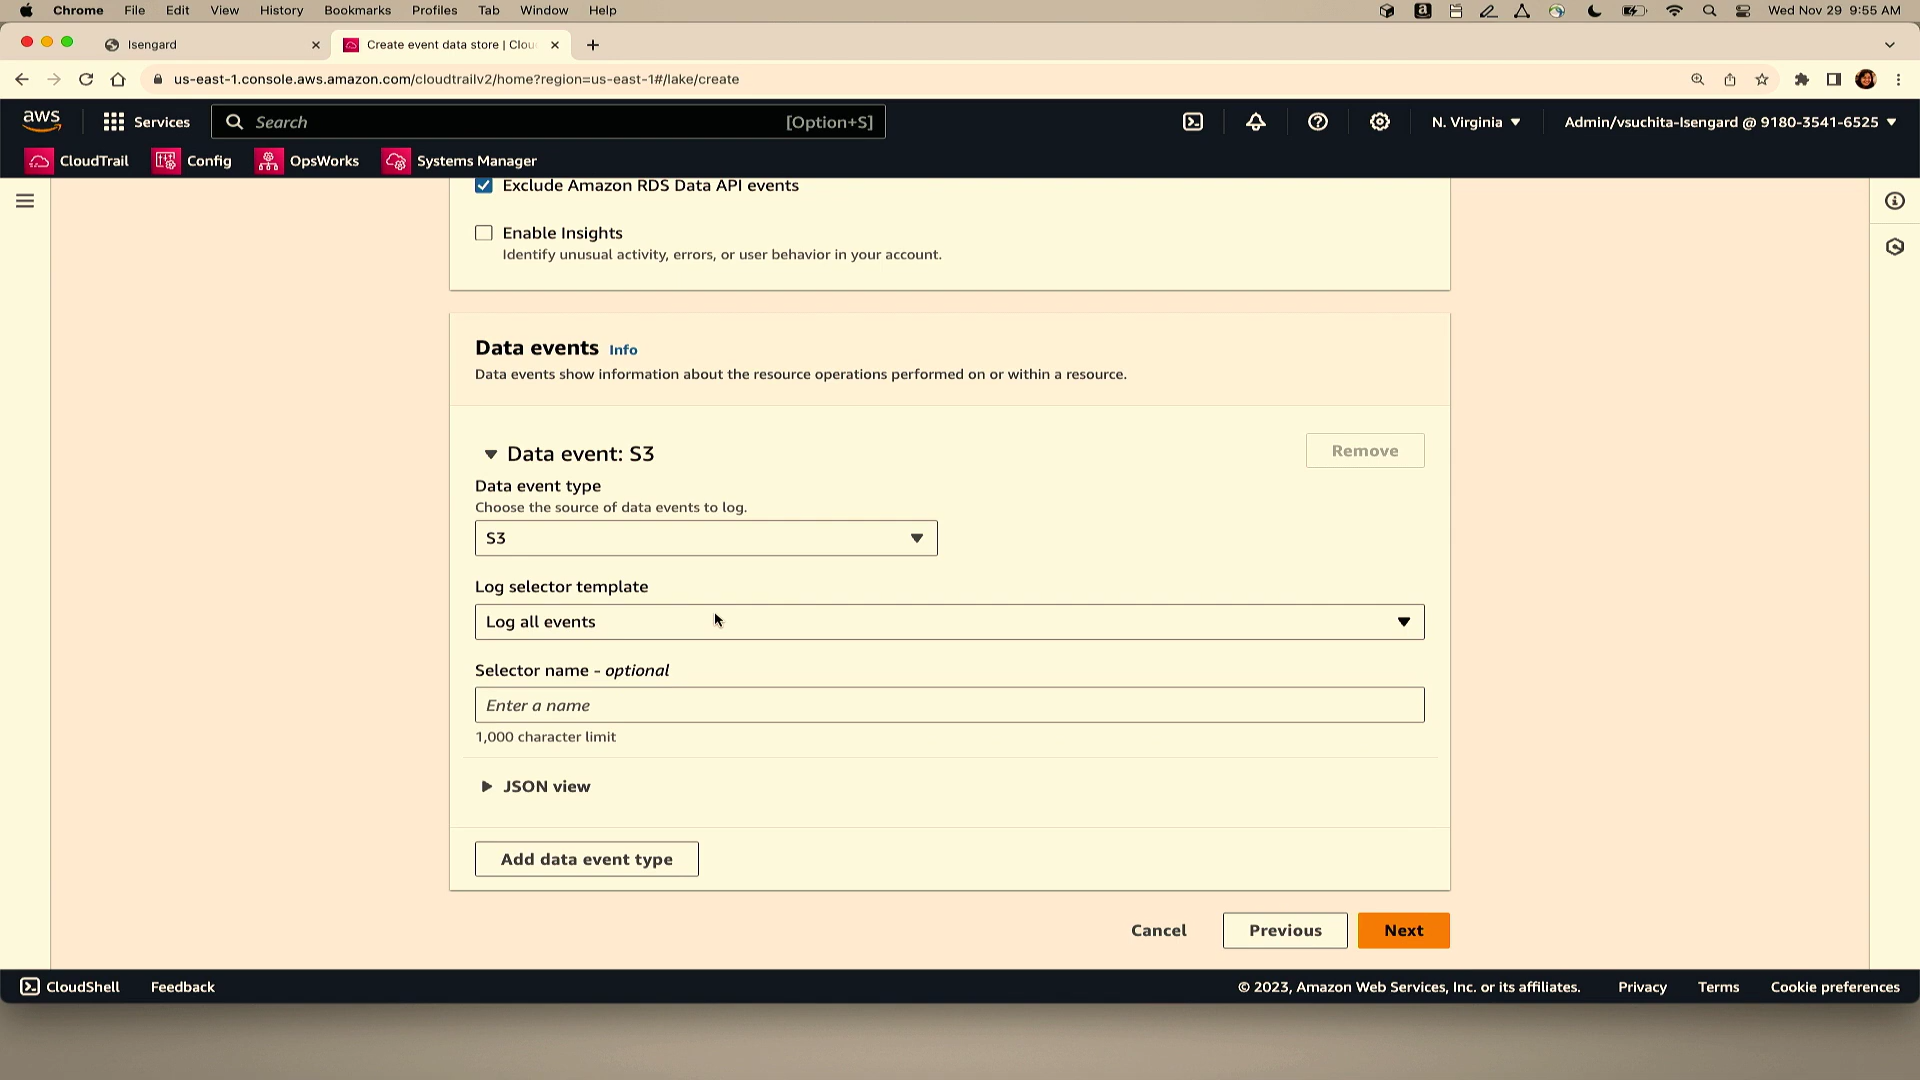 Chrome File Edit View History Bookmarks Profiles Tab Window Help Wed Nov 29 9:55 AM
Isengard
Create event data store | Clou
us-east-1.console.aws.amazon.com/cloudtrailv2/home?region=us-east-1#/lake/create
aws Services Search [Option+S] N. Virginia Admin/vsuchita-Isengard @ 9180-3541-6525
CloudTrail Config OpsWorks Systems Manager
Exclude Amazon RDS Data API events
Enable Insights
Identify unusual activity, errors, or user behavior in your account.
Data events Info
Data events show information about the resource operations performed on or within a resource.
Data event: S3 Remove
Data event type
Choose the source of data events to log.
S3
Log selector template
Log all events
Selector name - optional
Enter a name
1,000 character limit
JSON view
Add data event type
Cancel Previous Next
CloudShell Feedback © 2023, Amazon Web Services, Inc. or its affiliates. Privacy Terms Cookie preferences